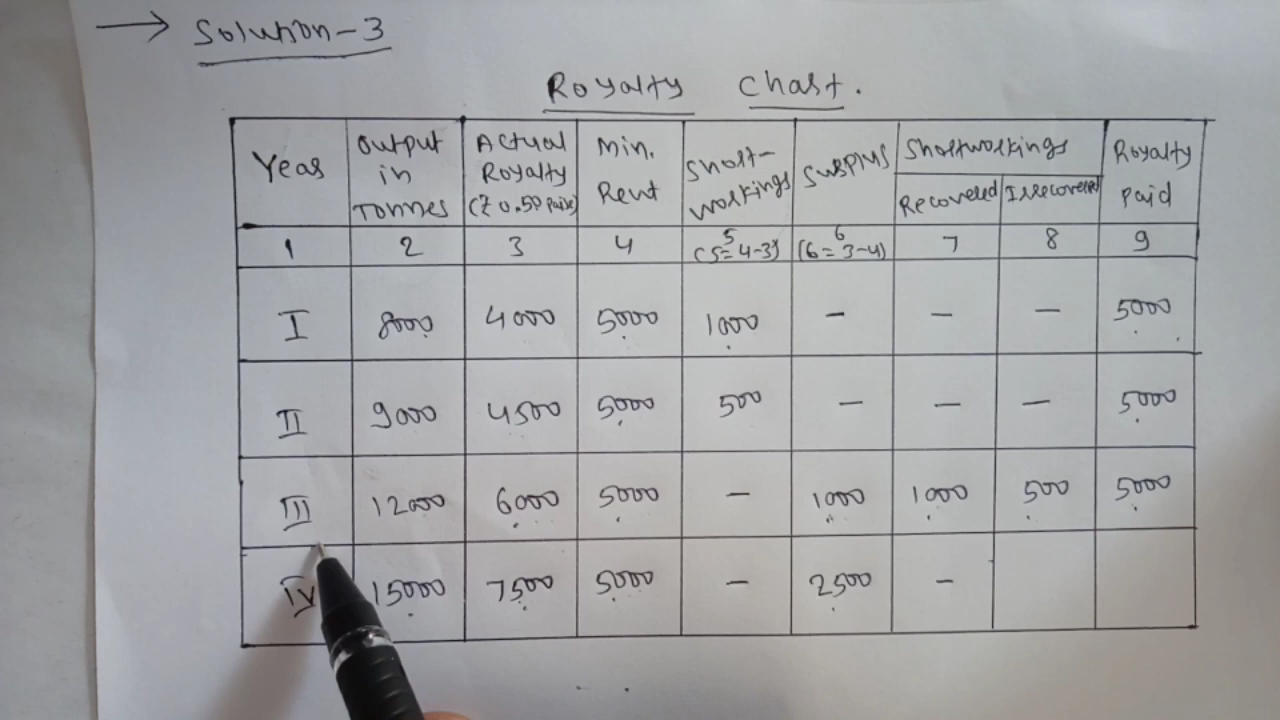 → Solution-3
Royalty Chart.
Year | Output in Tonnes | Actual Royalty (₹ 0.50 Paise) | Min. Rent | Short-workings | Surplus | Shortworkings | Royalty Paid
Recovered | Irrecovered
1 | 2 | 3 | 4 | 5 (5=4-3) | 6 (6=3-4) | 7 | 8 | 9
I | 8000 | 4000 | 5000 | 1000 | - | - | - | 5000
II | 9000 | 4500 | 5000 | 500 | - | - | - | 5000
III | 12000 | 6000 | 5000 | - | 1000 | 1000 | 500 | 5000
IV | 15000 | 7500 | 5000 | - | 2500 | -